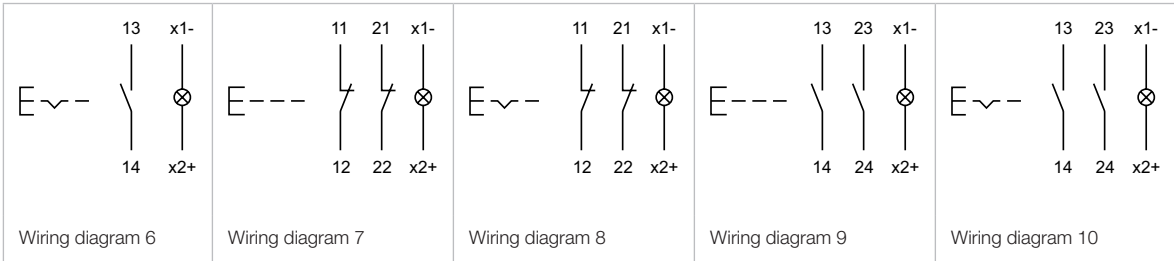 13 x1-
14 x2+
Wiring diagram 6
11 21 x1-
12 22 x2+
Wiring diagram 7
11 21 x1-
12 22 x2+
Wiring diagram 8
13 23 x1-
14 24 x2+
Wiring diagram 9
13 23 x1-
14 24 x2+
Wiring diagram 10